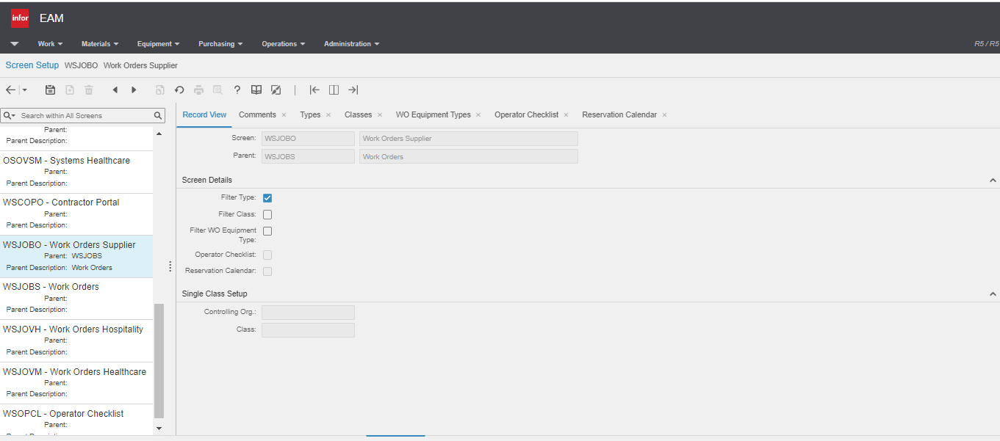 infor EAM
Work Materials Equipment Purchasing Operations Administration R5 / R5
Screen Setup WSJOBO Work Orders Supplier
Search within All Screens
Parent:
Parent Description:
OSOVSM - Systems Healthcare
Parent:
Parent Description:
WSCOPO - Contractor Portal
Parent:
Parent Description:
WSJOBO - Work Orders Supplier
Parent: WSJOBS
Parent Description: Work Orders
WSJOBS - Work Orders
Parent:
Parent Description:
WSJOVH - Work Orders Hospitality
Parent:
Parent Description:
WSJOVM - Work Orders Healthcare
Parent:
Parent Description:
WSOPCL - Operator Checklist
Parent:
Record View Comments × Types × Classes × WO Equipment Types × Operator Checklist × Reservation Calendar ×
Screen: WSJOBO Work Orders Supplier
Parent: WSJOBS Work Orders
Screen Details
Filter Type:
Filter Class:
Filter WO Equipment
Type:
Operator Checklist:
Reservation Calendar:
Single Class Setup
Controlling Org.:
Class: